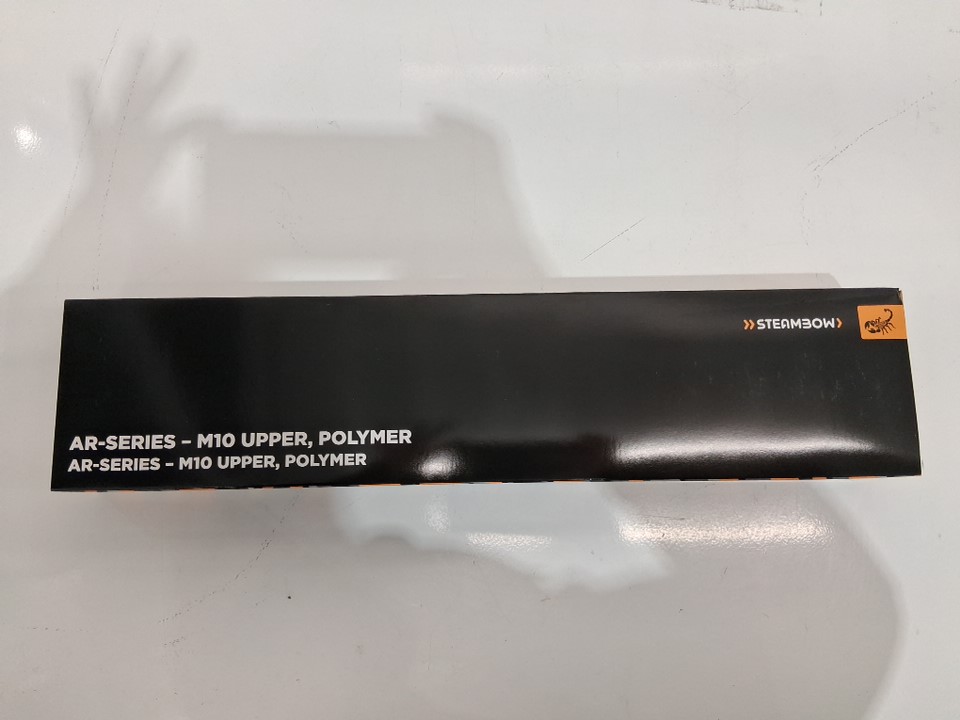 STEAMBOW
AR-SERIES – M10 UPPER, POLYMER
AR-SERIES – M10 UPPER, POLYMER